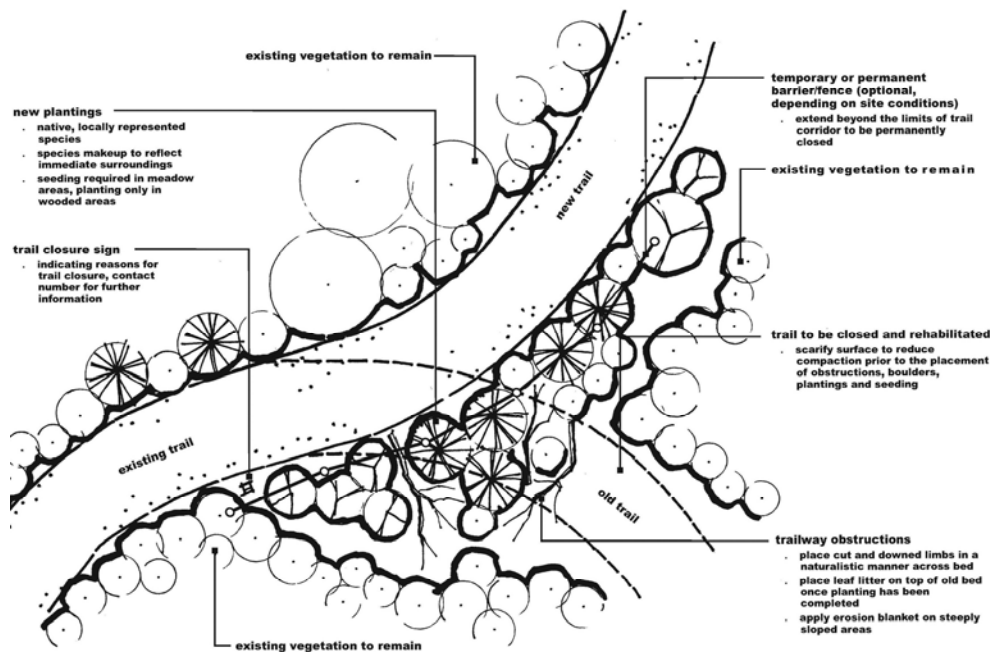 existing vegetation to remain
new plantings
. native, locally represented
species
. species makeup to reflect
immediate surroundings
. seeding required in meadow
areas, planting only in
wooded areas
trail closure sign
. indicating reasons for
trail closure, contact
number for further
information
existing trail
new trail
old trail
temporary or permanent
barrier/fence (optional,
depending on site conditions)
. extend beyond the limits of trail
corridor to be permanently
closed
existing vegetation to remain
trail to be closed and rehabilitated
. scarify surface to reduce
compaction prior to the placement
of obstructions, boulders,
plantings and seeding
trailway obstructions
. place cut and downed limbs in a
naturalistic manner across bed
. place leaf litter on top of old bed
once planting has been
completed
. apply erosion blanket on steeply
sloped areas
existing vegetation to remain